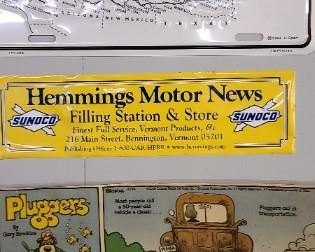 NEW MEXICO
Hemmings Motor News
SUNOCO Filling Station & Store SUNOCO
Finest Full Service, Vermont Products, &c
216 Main Street, Bennington, Vermont 05201
Publishing Offices 1-800-CAR-HERE • www.hemmings.com
Pluggers
By Gary Brookins
Most people call
a 50-year-old
vehicle a classic . . .
Pluggers call it
transportation.